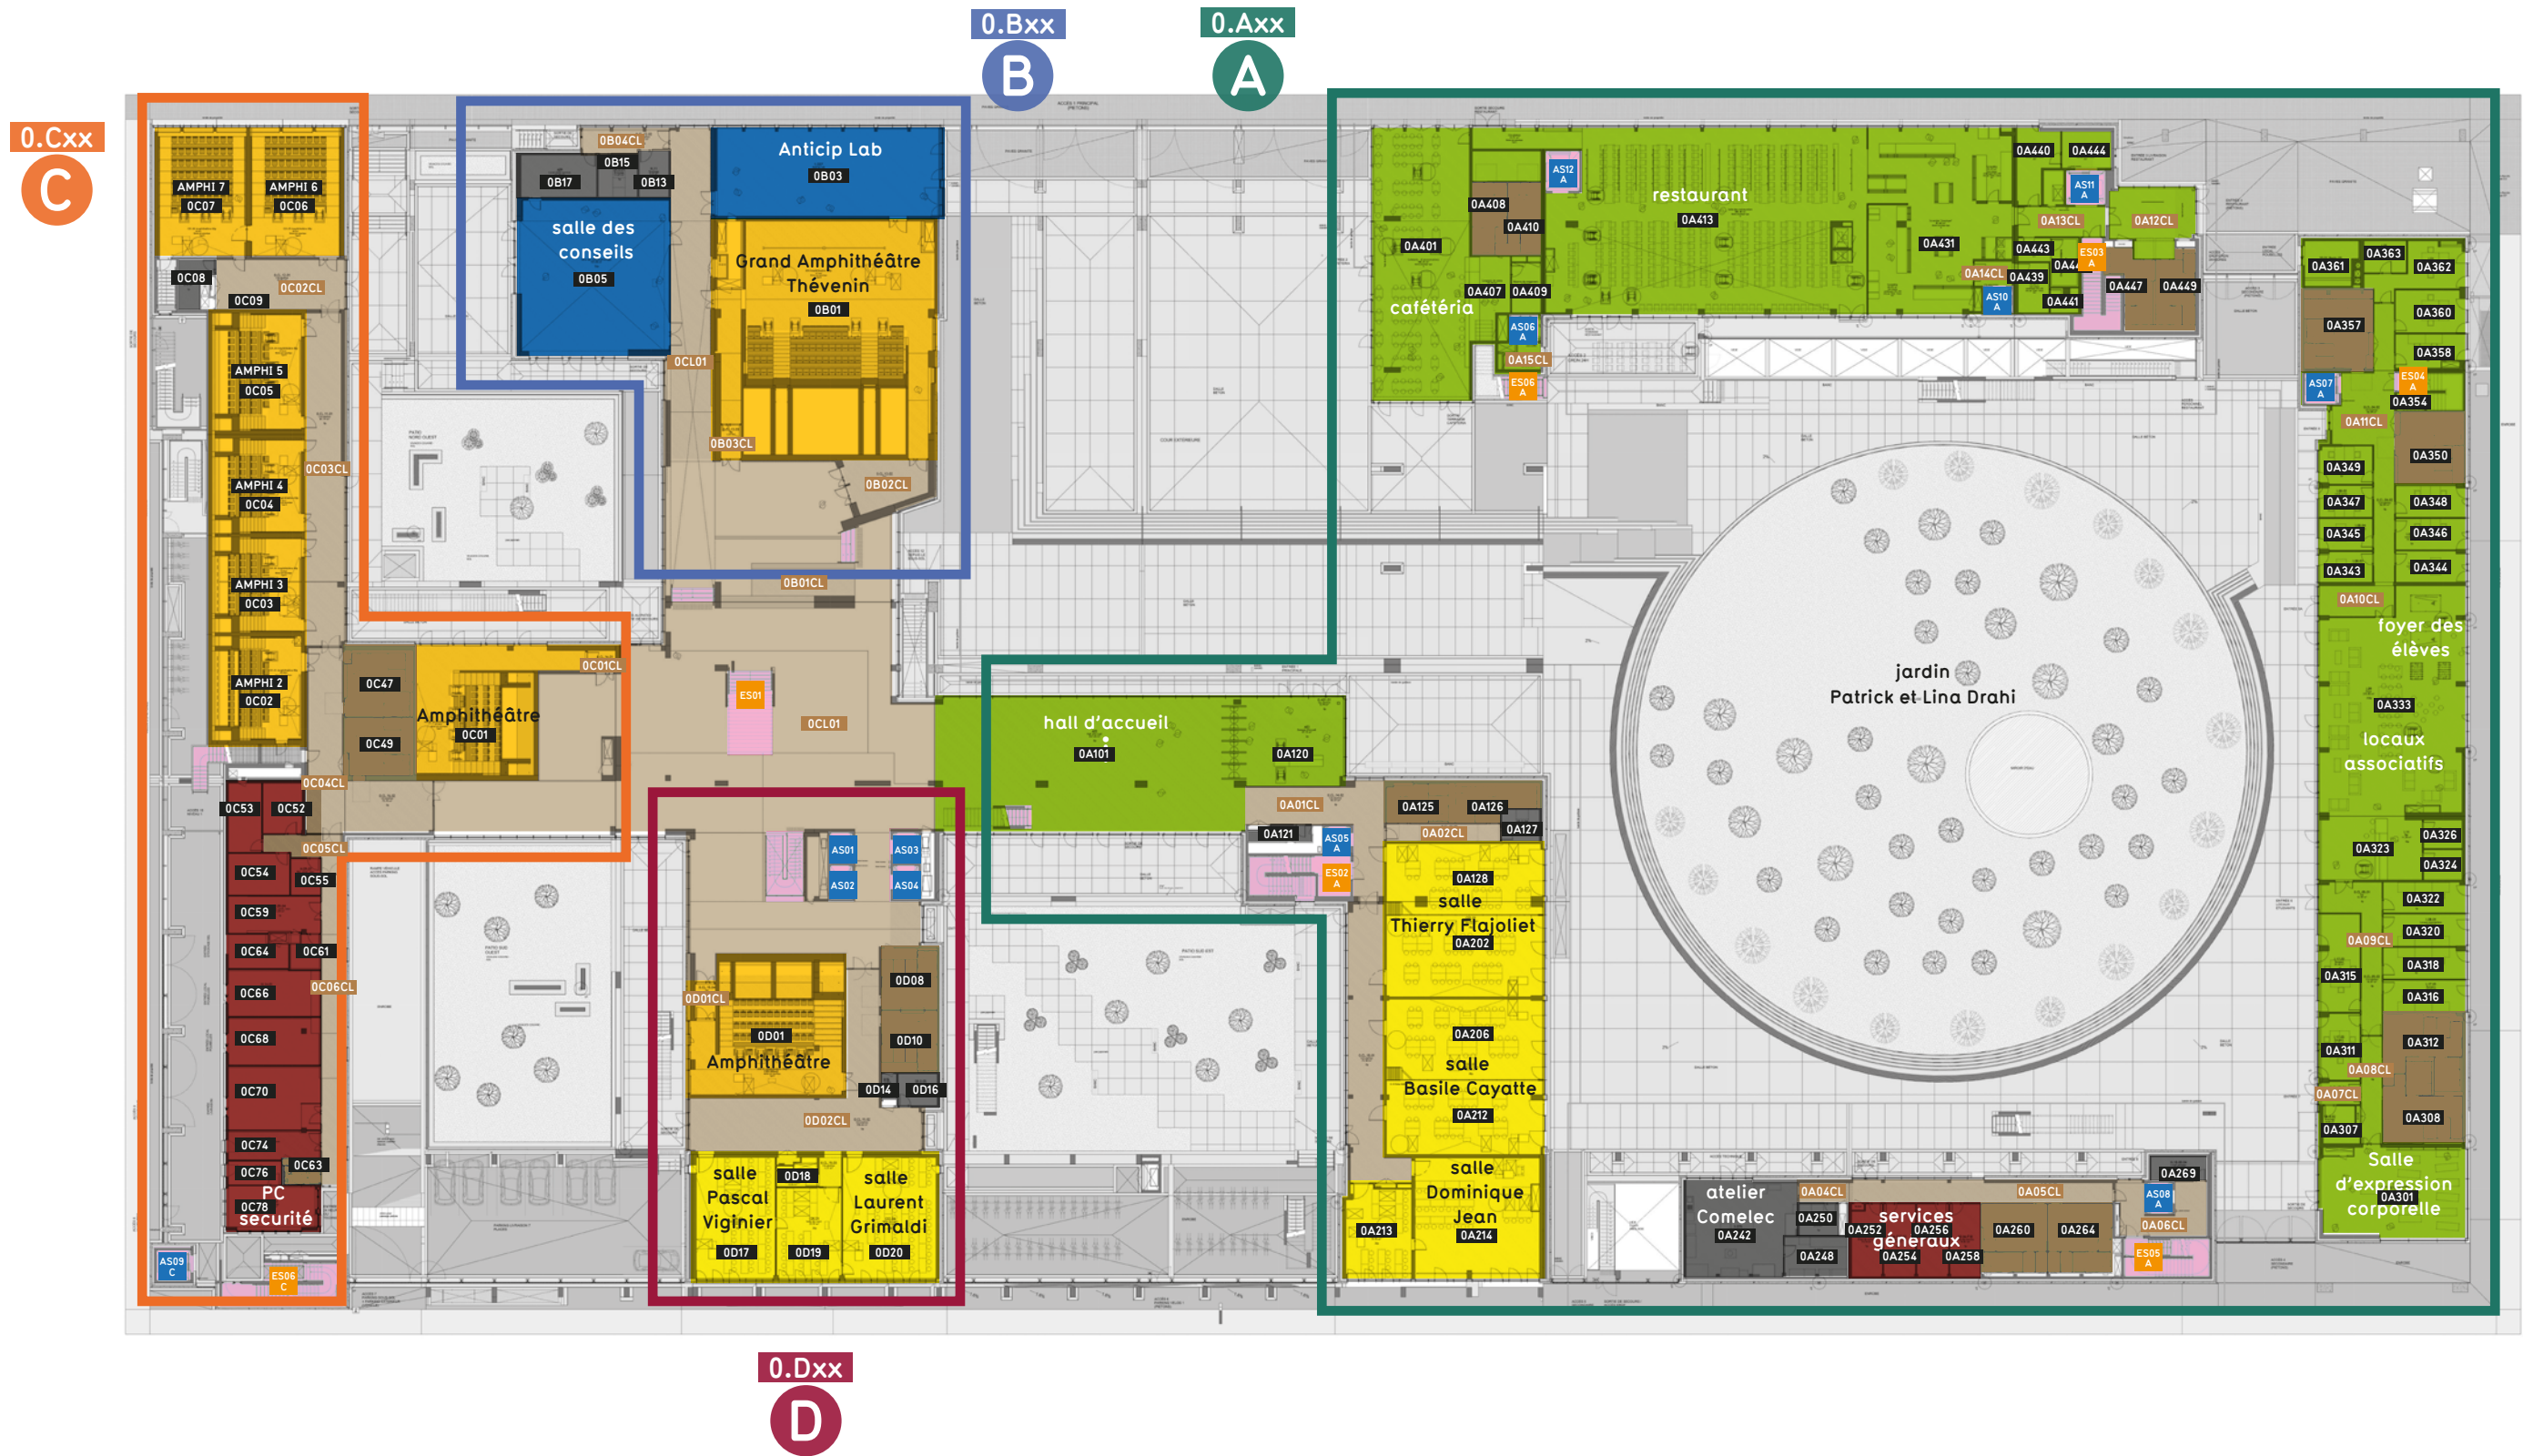 0.Bxx
B
0.Axx
A
0.Cxx
C
AMPHI 7
0C07
AMPHI 6
0C06
0C08
0C09
0C02CL
AMPHI 5
0C05
AMPHI 4
0C04
0C03CL
AMPHI 3
0C03
AMPHI 2
0C02
0C47
0C49
Amphithéâtre
0C01
0C01CL
0C04CL
0C53
0C52
0C05CL
0C54
0C55
0C59
0C64
0C61
0C66
0C06CL
0C68
0C70
0C74
0C76
0C63
PC
0C78
securité
AS09
C
ES06
C
0B04CL
0B15
0B17
0B13
salle des
conseils
0B05
Anticip Lab
0B03
Grand Amphithéâtre
Thévenin
0B01
0CL01
0B03CL
0B02CL
0B01CL
ES01
0CL01
hall d'accueil
0A101
0A120
AS01
AS03
AS02
AS04
0D08
0D01CL
0D01
0D10
Amphithéâtre
0D14
0D16
0D02CL
salle
Pascal
Viginier
0D17
0D18
0D19
salle
Laurent
Grimaldi
0D20
0.Dxx
D
0A401
cafétéria
0A408
0A410
0A407
0A409
AS12
A
AS06
A
0A15CL
ES06
A
restaurant
0A413
0A431
0A440
0A444
AS11
A
0A13CL
0A12CL
0A443
ES03
A
0A14CL
0A439
0A441
AS10
A
0A447
0A449
0A361
0A363
0A362
0A360
0A357
0A358
AS07
A
ES04
A
0A354
0A11CL
0A350
0A349
0A347
0A348
0A345
0A346
0A343
0A344
0A10CL
foyer des
élèves
0A333
locaux
associatifs
0A326
0A323
0A324
0A322
0A320
0A09CL
0A318
0A315
0A316
0A312
0A311
0A08CL
0A07CL
0A308
0A307
Salle
d'expression
0A301
corporelle
jardin
Patrick et Lina Drahi
0A01CL
0A125
0A126
0A127
0A02CL
0A121
AS05
A
ES02
A
0A128
salle
Thierry Flajoliet
0A202
0A206
salle
Basile Cayatte
0A212
salle
Dominique
Jean
0A214
0A213
atelier
Comelec
0A242
0A04CL
0A250
0A248
services
géneraux
0A252
0A256
0A254
0A258
0A05CL
0A260
0A264
0A269
AS08
A
0A06CL
ES05
A